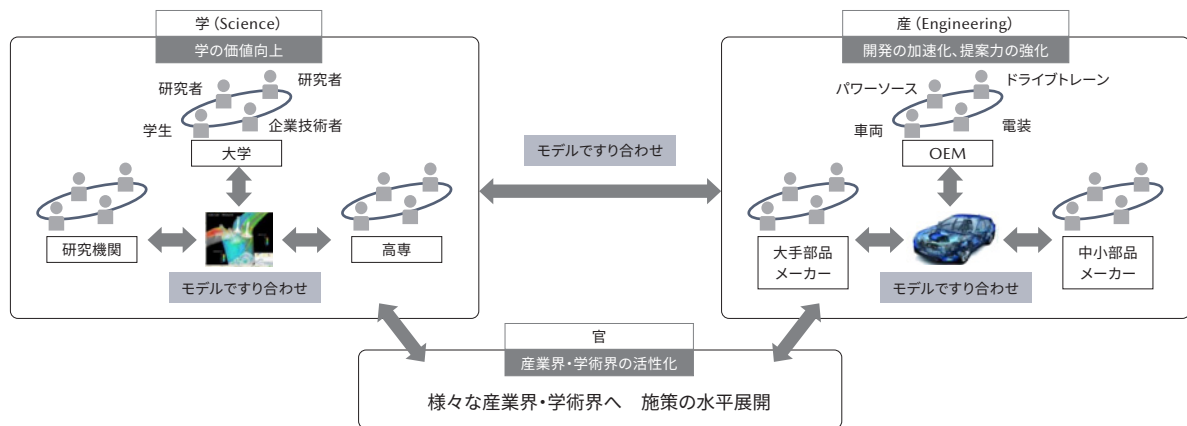 学（Science）
学の価値向上
研究者
研究者
学生
企業技術者
大学
研究機関
高専
モデルですり合わせ
モデルですり合わせ
産（Engineering）
開発の加速化、提案力の強化
パワーソース
ドライブトレーン
車両
電装
OEM
大手部品
メーカー
中小部品
メーカー
モデルですり合わせ
官
産業界・学術界の活性化
様々な産業界・学術界へ　施策の水平展開